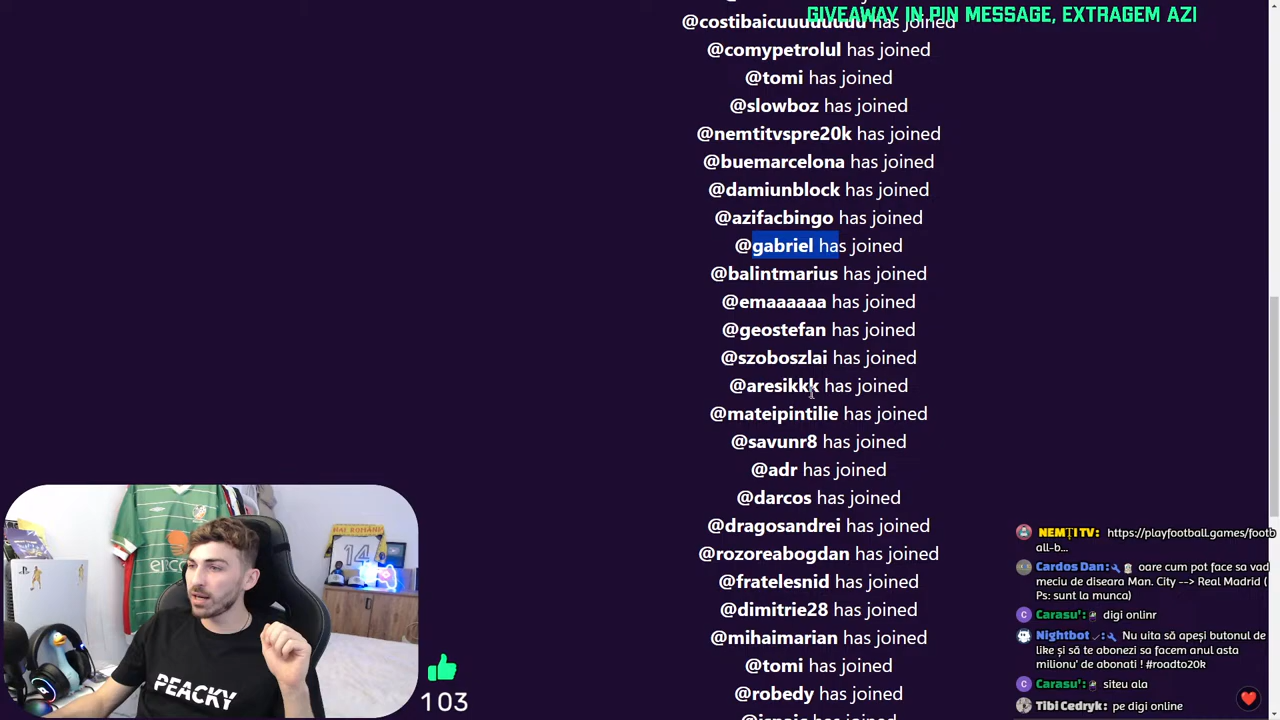 GIVEAWAY IN PIN MESSAGE, EXTRAGEM AZI
@costibaicuuuuuuuu has joined
@comypetrolul has joined
@tomi has joined
@slowboz has joined
@nemtitvspre20k has joined
@buemarcelona has joined
@damiunblock has joined
@azifacbingo has joined
@gabriel has joined
@balintmarius has joined
@emaaaaaa has joined
@geostefan has joined
@szoboszlai has joined
@aresikkk has joined
@mateipintilie has joined
@savunr8 has joined
@adr has joined
@darcos has joined
@dragosandrei has joined
@rozoreabogdan has joined
@fratelesnid has joined
@dimitrie28 has joined
@mihaimarian has joined
@tomi has joined
@robedy has joined
HAI ROMÂNI
14
PEACKY
103
NEMȚI TV: https://playfootball.games/footb
all-b...
Cardos Dan: oare cum pot face sa vad
meciu de diseara Man. City --> Real Madrid (
Ps: sunt la munca)
Carasu': digi onlinr
Nightbot: Nu uita să apeși butonul de
like și să te abonezi sa facem anul asta
milionu' de abonati ! #roadto20k
Carasu': siteu ala
Tibi Cedryk: pe digi online